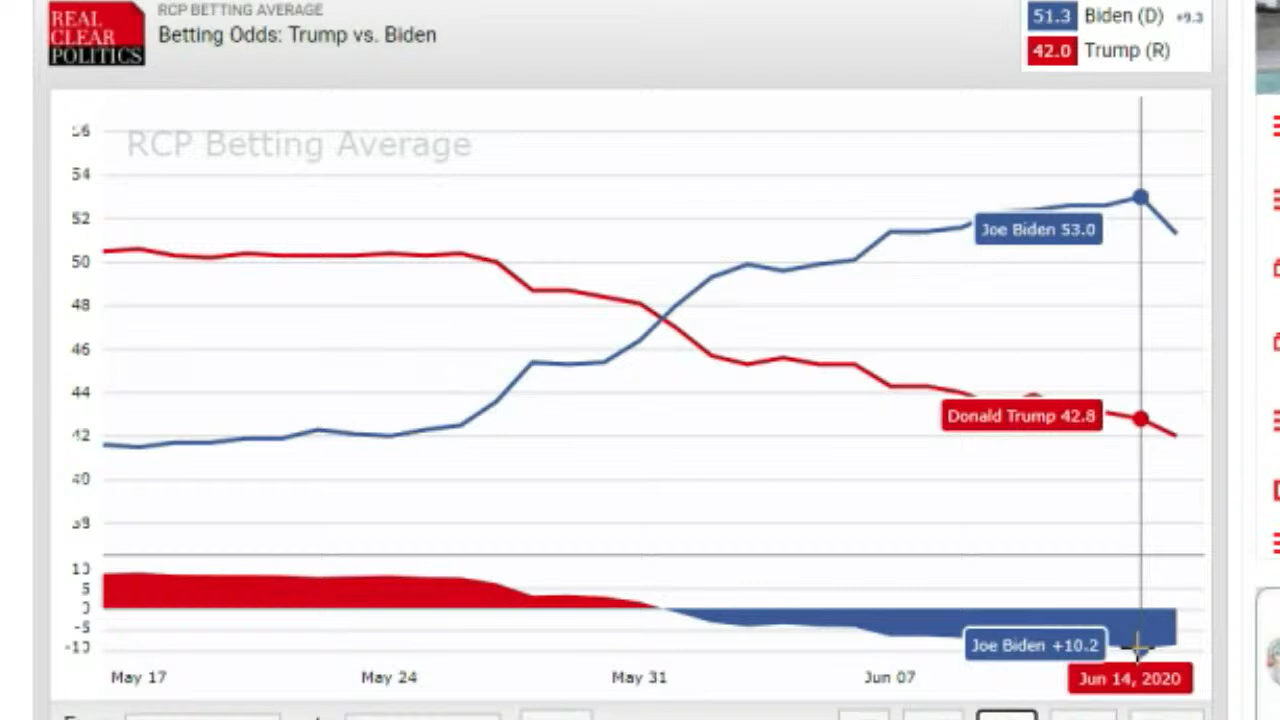 REAL
CLEAR
POLITICS
RCP BETTING AVERAGE
Betting Odds: Trump vs. Biden
51.3 Biden (D) +9.3
42.0 Trump (R)
RCP Betting Average
54
52
50
48
46
44
42
40
Joe Biden 53.0
Donald Trump 42.8
5
-5
Joe Biden +10.2
May 17
May 24
May 31
Jun 07
Jun 14, 2020